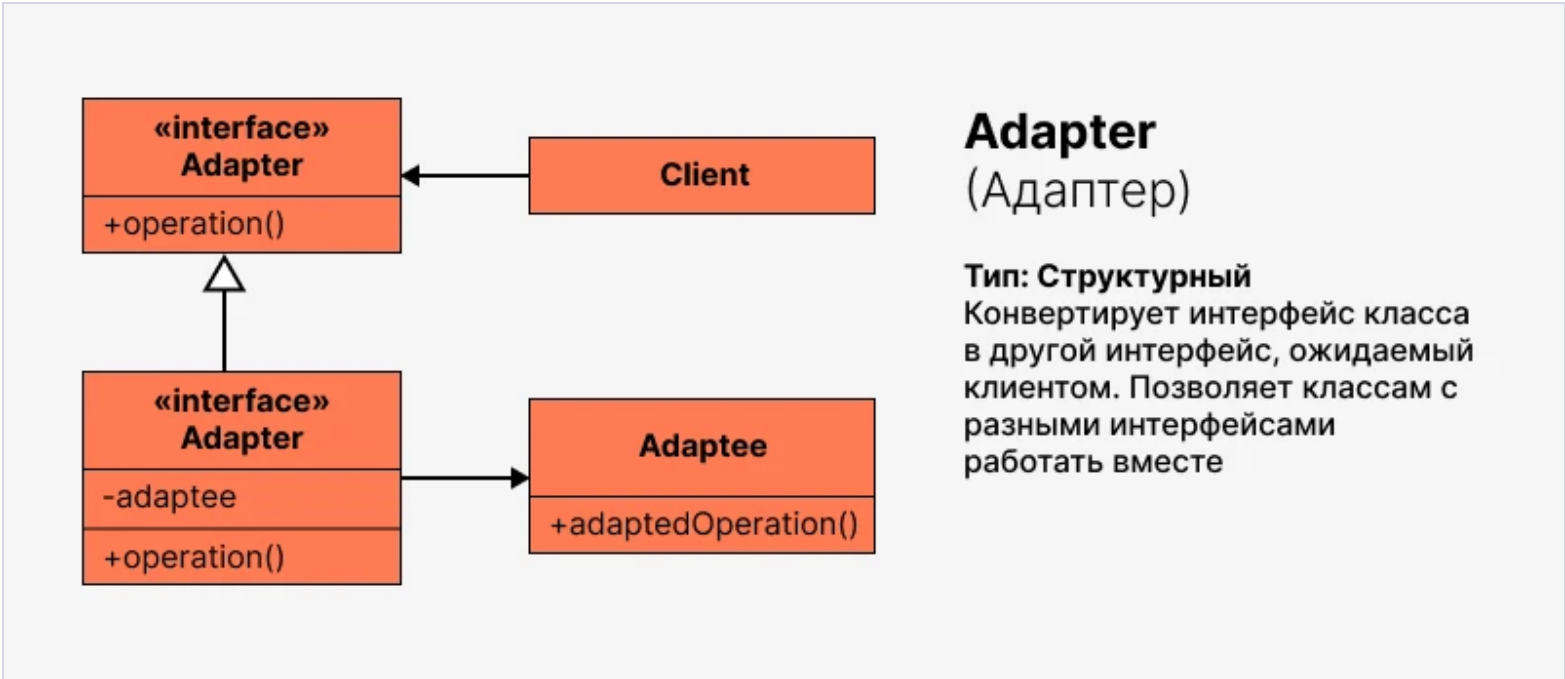 «interface»
Adapter
+operation()
Client
«interface»
Adapter
-adaptee
+operation()
Adaptee
+adaptedOperation()
Adapter
(Адаптер)
Тип: Структурный
Конвертирует интерфейс класса
в другой интерфейс, ожидаемый
клиентом. Позволяет классам с
разными интерфейсами
работать вместе